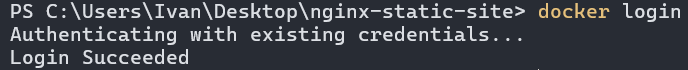 PS C:\Users\Ivan\Desktop\nginx-static-site> docker login
Authenticating with existing credentials...
Login Succeeded